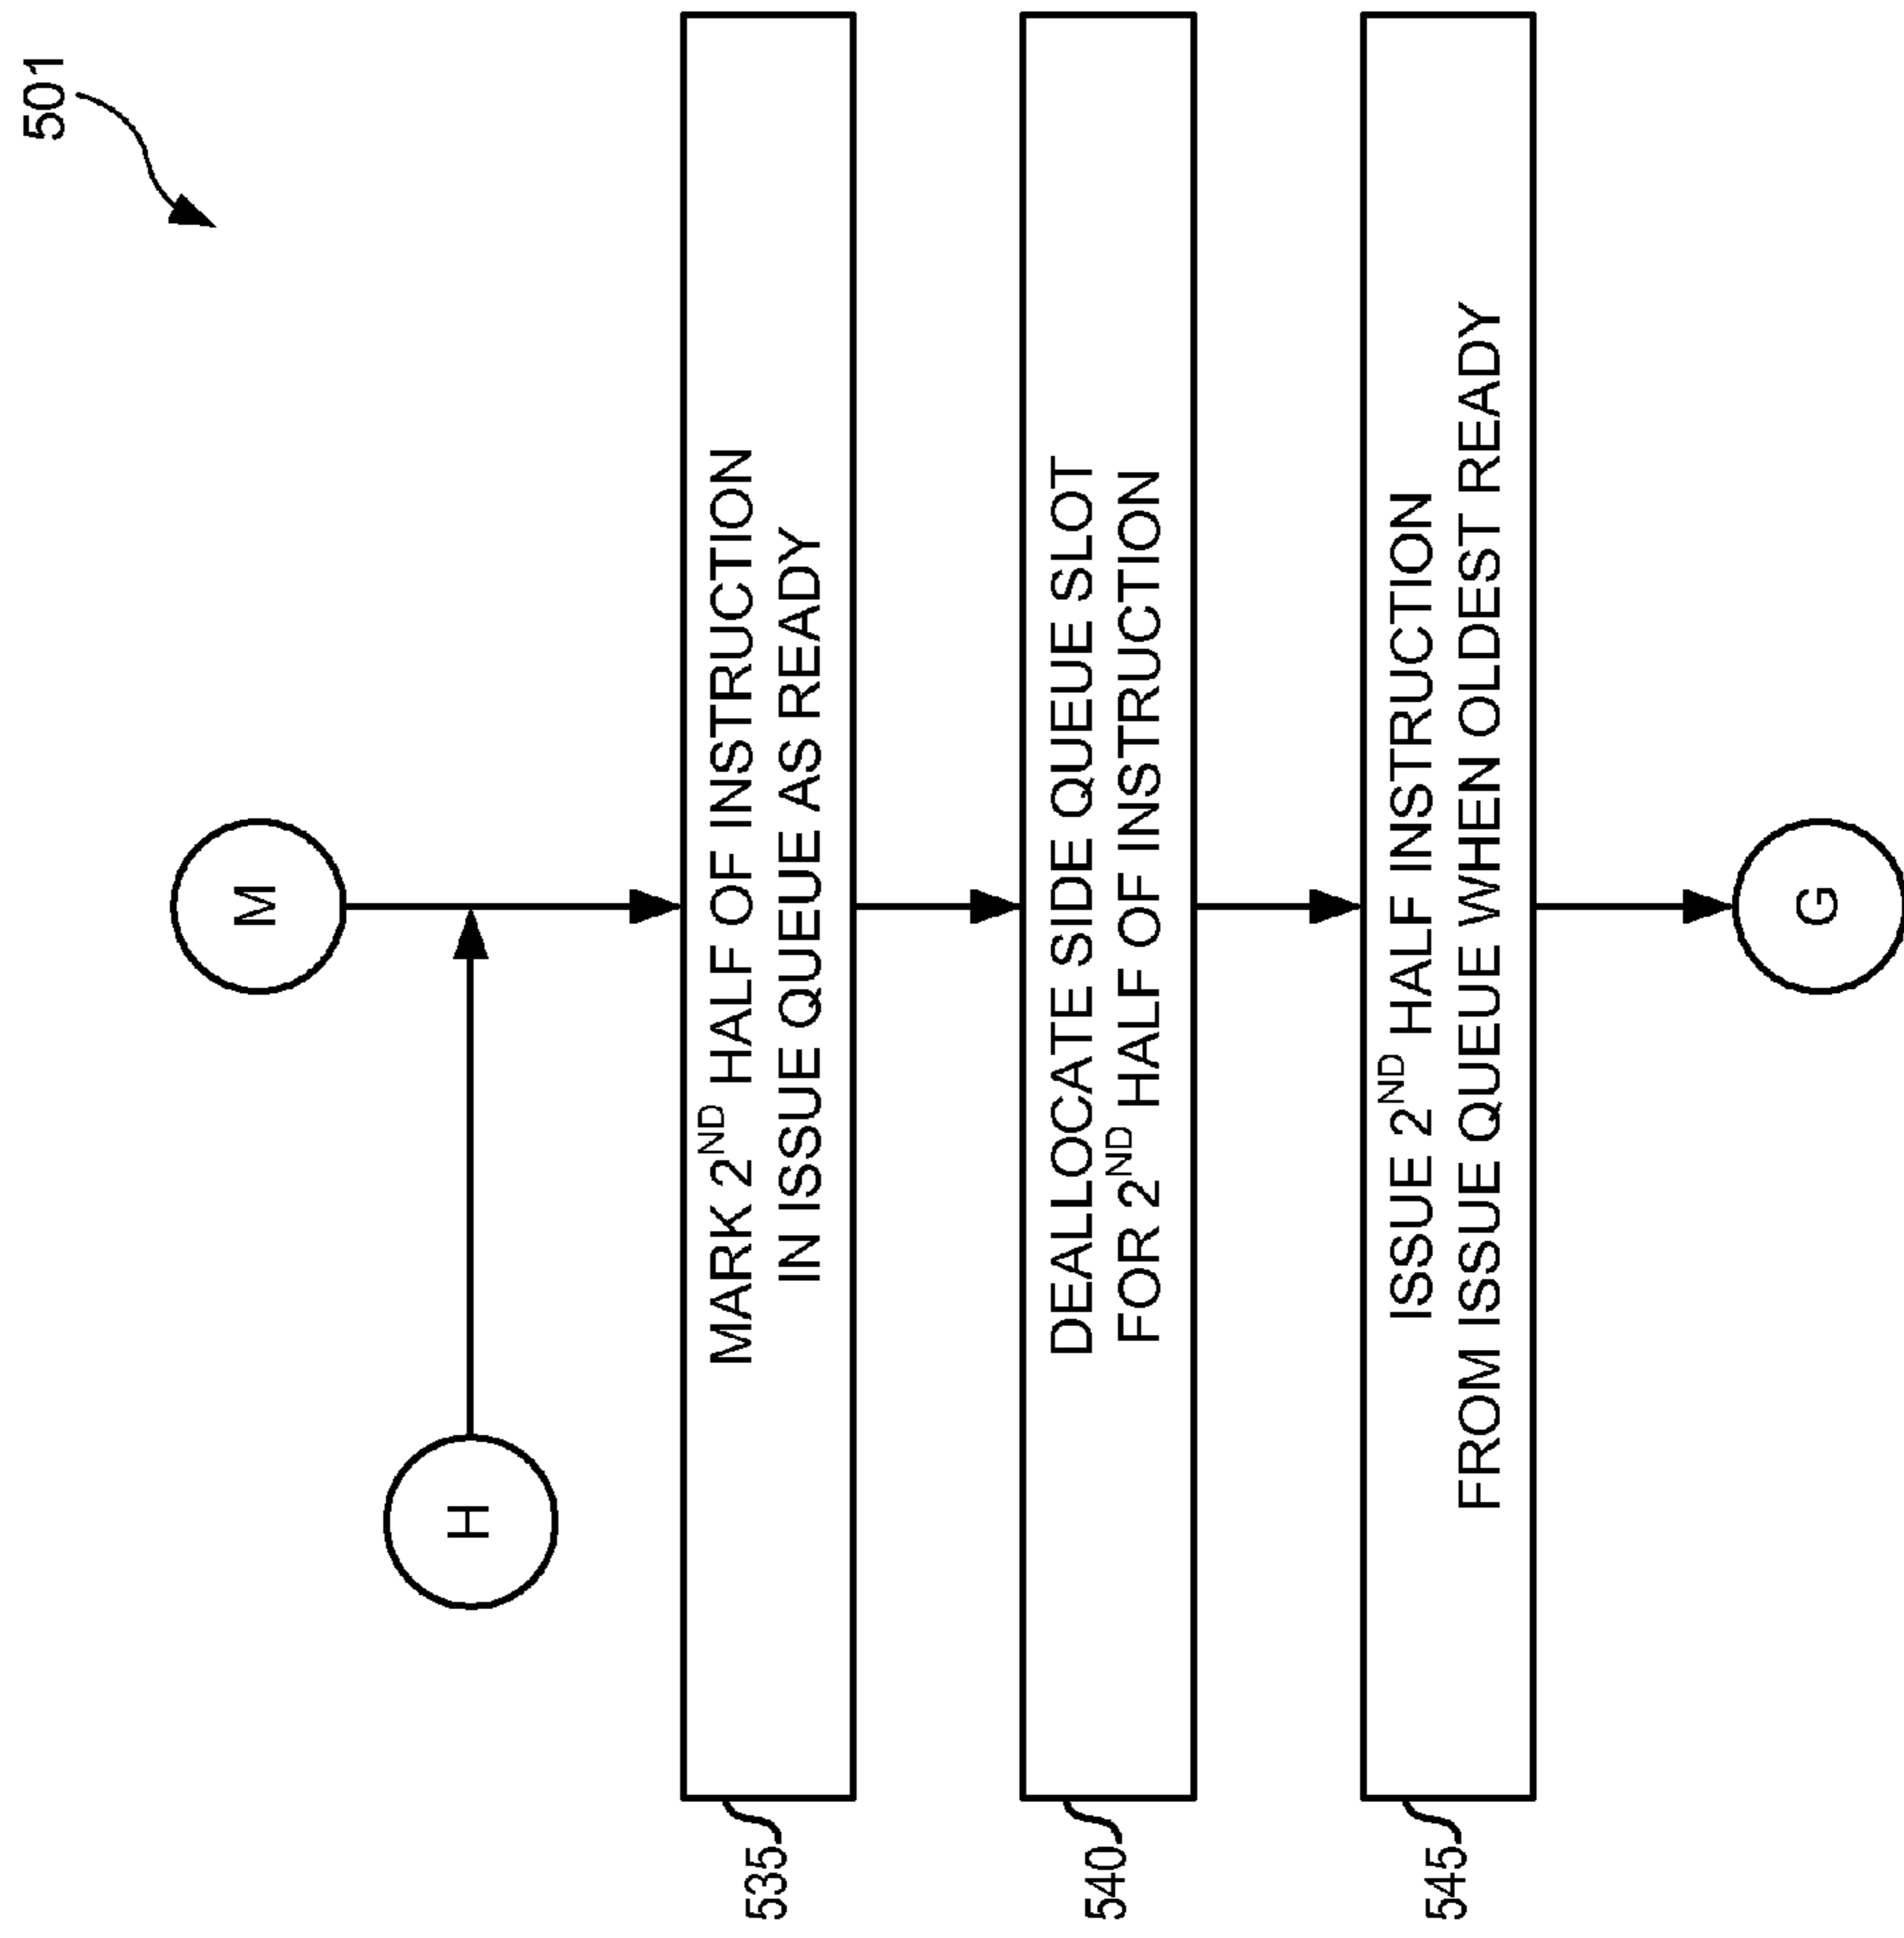 501
M
H
535
MARK 2ND HALF OF INSTRUCTION
IN ISSUE QUEUE AS READY
540
DEALLOCATE SIDE QUEUE SLOT
FOR 2ND HALF OF INSTRUCTION
545
ISSUE 2ND HALF INSTRUCTION
FROM ISSUE QUEUE WHEN OLDEST READY
G